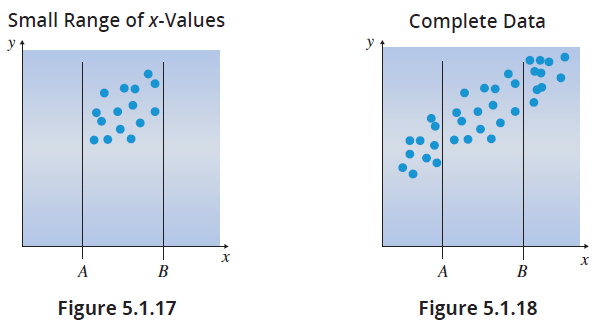 Small Range of x-Values
y
x
A
B
Figure 5.1.17
Complete Data
y
x
A
B
Figure 5.1.18